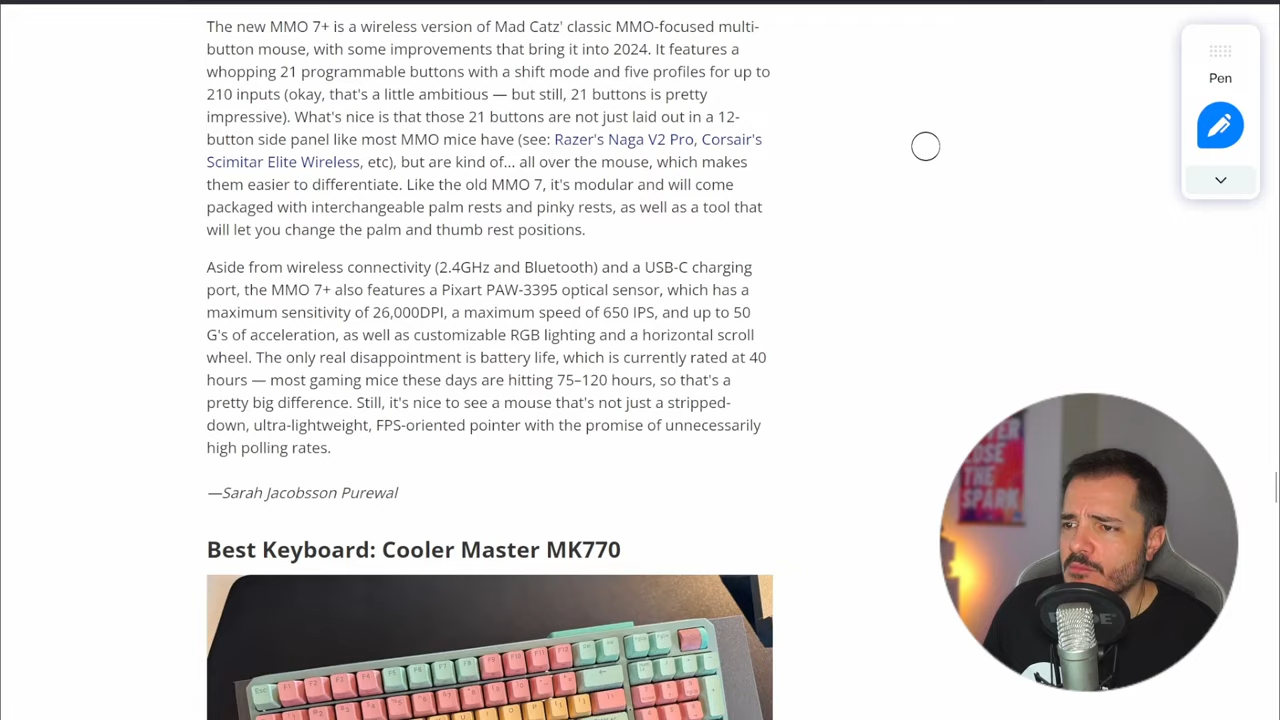 The new MMO 7+ is a wireless version of Mad Catz' classic MMO-focused multi-
button mouse, with some improvements that bring it into 2024. It features a
whopping 21 programmable buttons with a shift mode and five profiles for up to
210 inputs (okay, that's a little ambitious — but still, 21 buttons is pretty
impressive). What's nice is that those 21 buttons are not just laid out in a 12-
button side panel like most MMO mice have (see: Razer's Naga V2 Pro, Corsair's
Scimitar Elite Wireless, etc), but are kind of... all over the mouse, which makes
them easier to differentiate. Like the old MMO 7, it's modular and will come
packaged with interchangeable palm rests and pinky rests, as well as a tool that
will let you change the palm and thumb rest positions.
Aside from wireless connectivity (2.4GHz and Bluetooth) and a USB-C charging
port, the MMO 7+ also features a Pixart PAW-3395 optical sensor, which has a
maximum sensitivity of 26,000DPI, a maximum speed of 650 IPS, and up to 50
G's of acceleration, as well as customizable RGB lighting and a horizontal scroll
wheel. The only real disappointment is battery life, which is currently rated at 40
hours — most gaming mice these days are hitting 75–120 hours, so that's a
pretty big difference. Still, it's nice to see a mouse that's not just a stripped-
down, ultra-lightweight, FPS-oriented pointer with the promise of unnecessarily
high polling rates.
—Sarah Jacobsson Purewal
Best Keyboard: Cooler Master MK770
Pen
LOSE
THE
SPARK